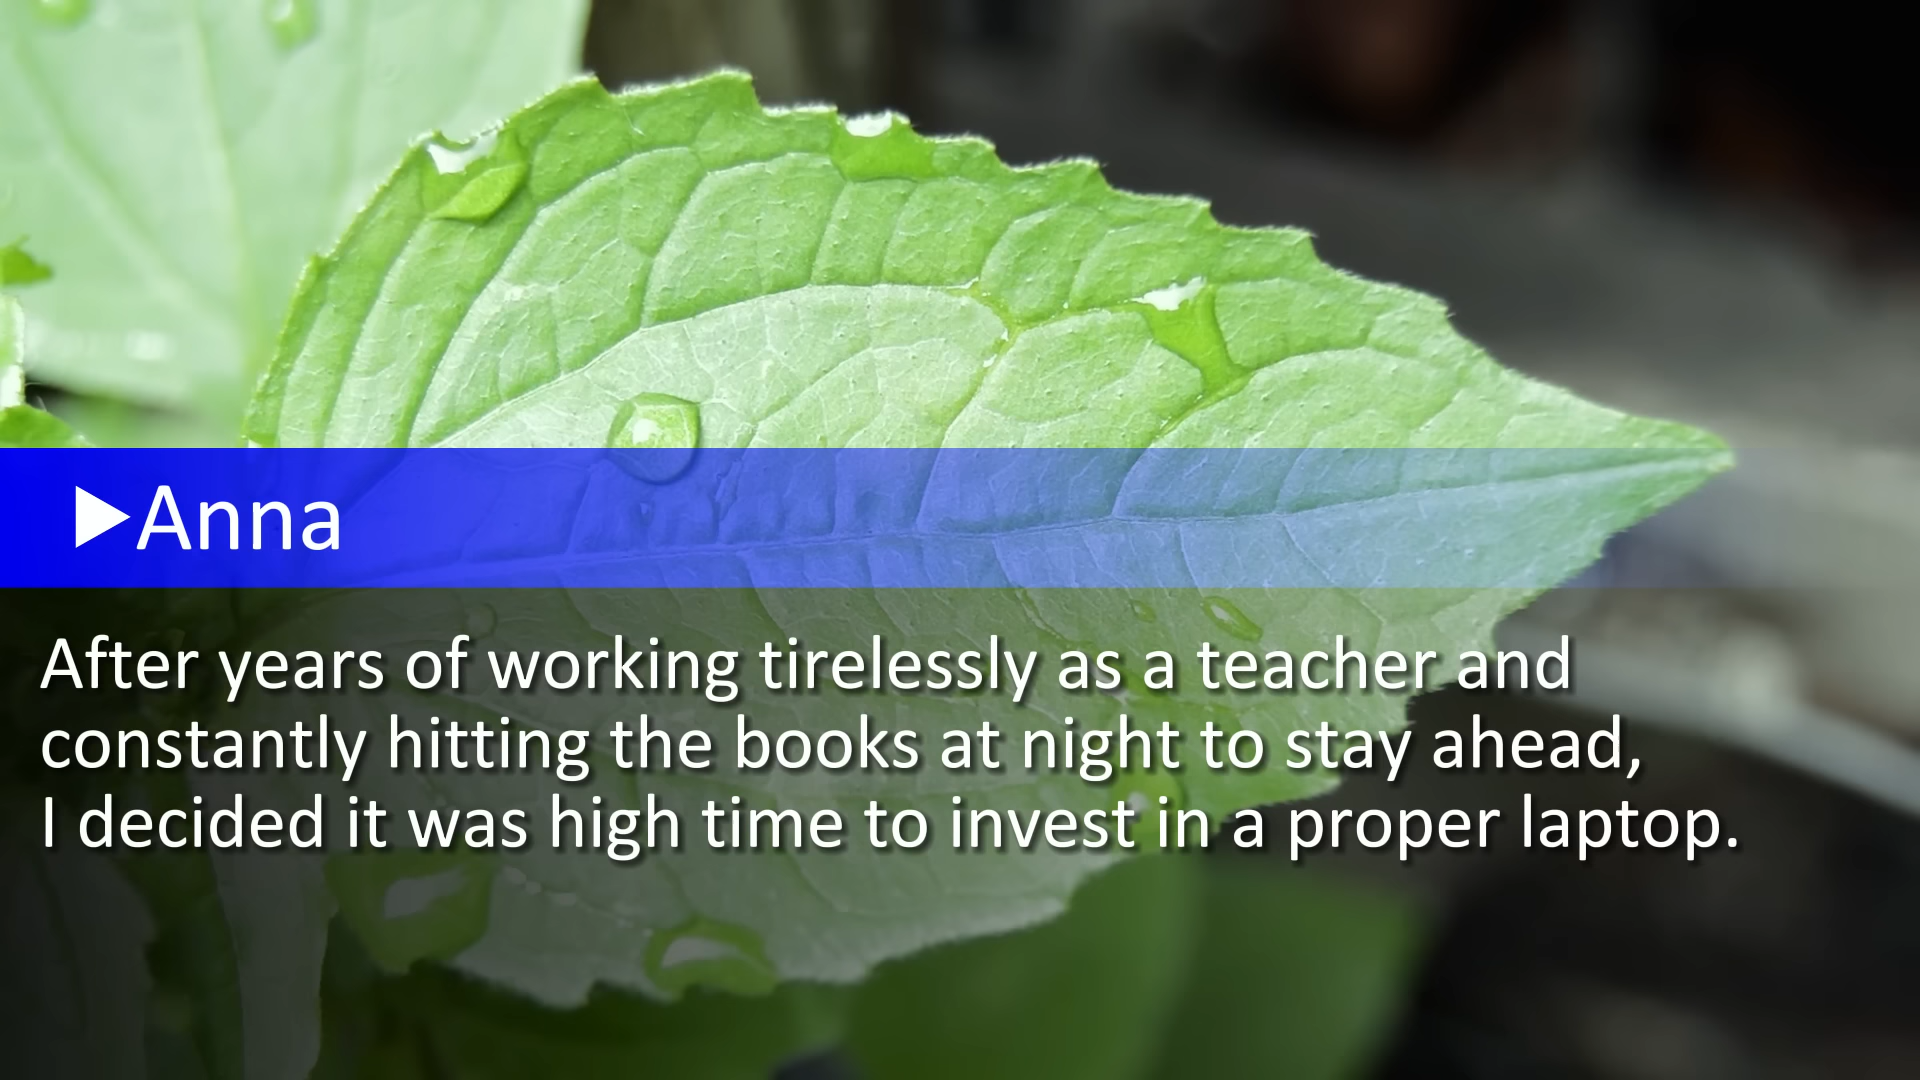 ▶Anna
After years of working tirelessly as a teacher and
constantly hitting the books at night to stay ahead,
I decided it was high time to invest in a proper laptop.